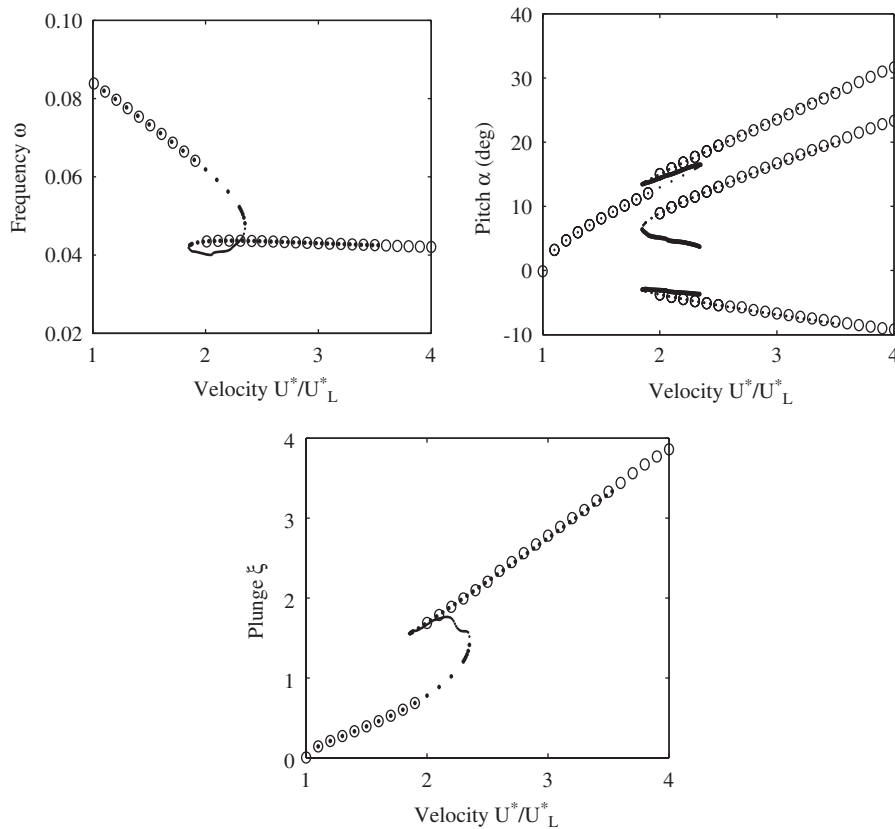 0.10
0.08
0.06
0.04
0.02
Frequency ω
1 2 3 4
Velocity U*/U*L
40
30
20
10
0
-10
Pitch α (deg)
1 2 3 4
Velocity U*/U*L
4
3
2
1
0
Plunge ξ
1 2 3 4
Velocity U*/U*L